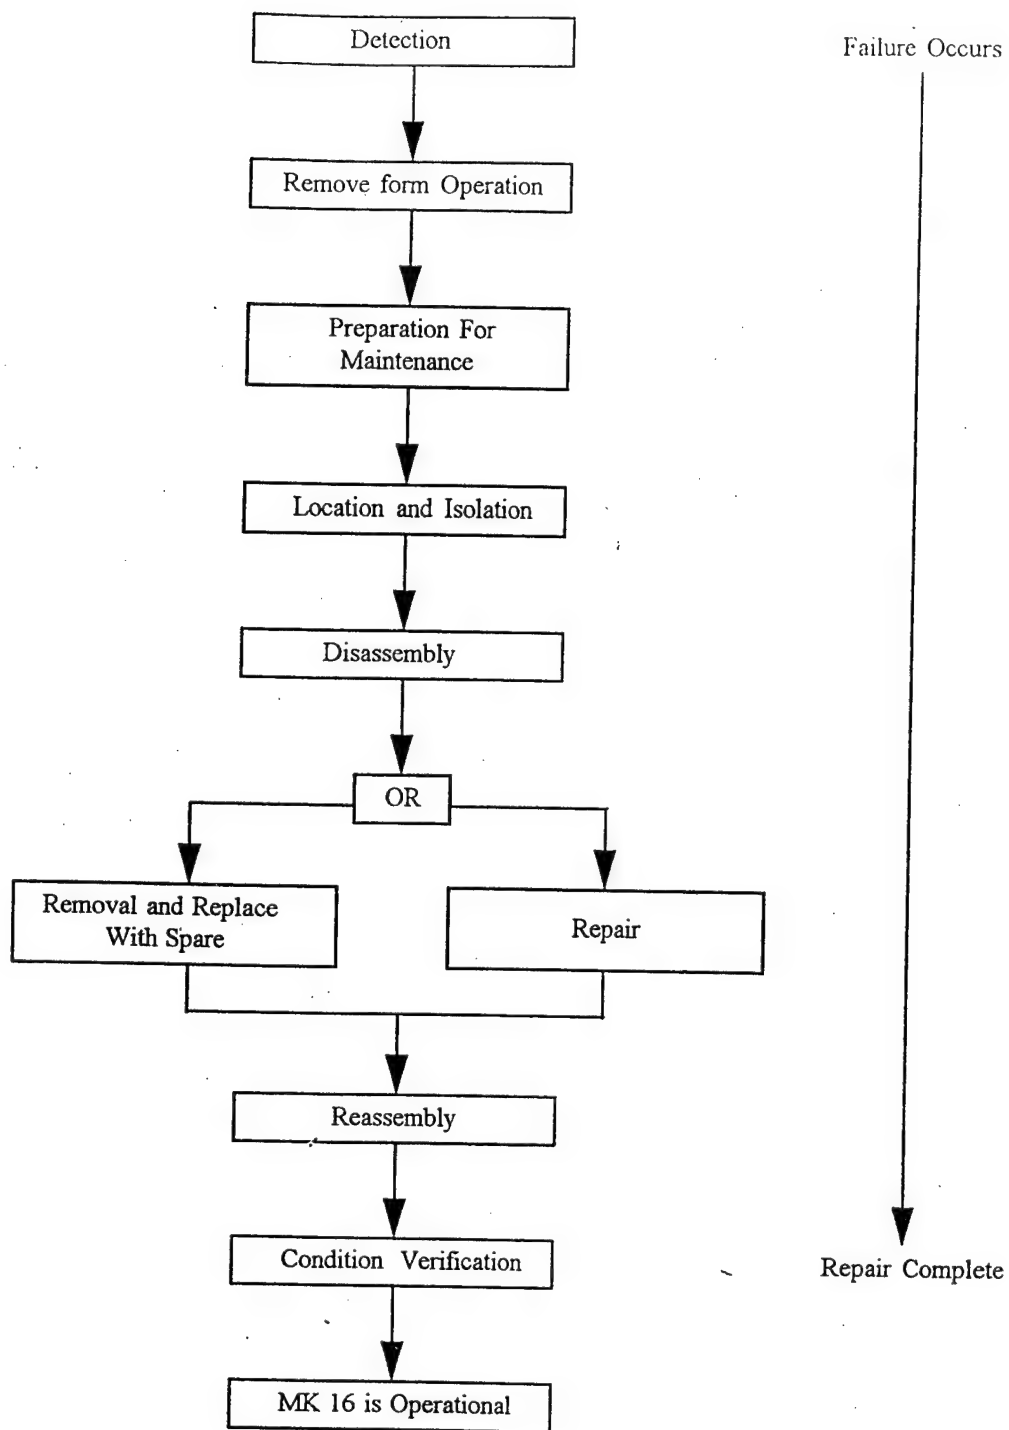 Detection
Failure Occurs
Remove form Operation
Preparation For
Maintenance
Location and Isolation
Disassembly
OR
Removal and Replace
With Spare
Repair
Reassembly
Condition Verification
Repair Complete
MK 16 is Operational